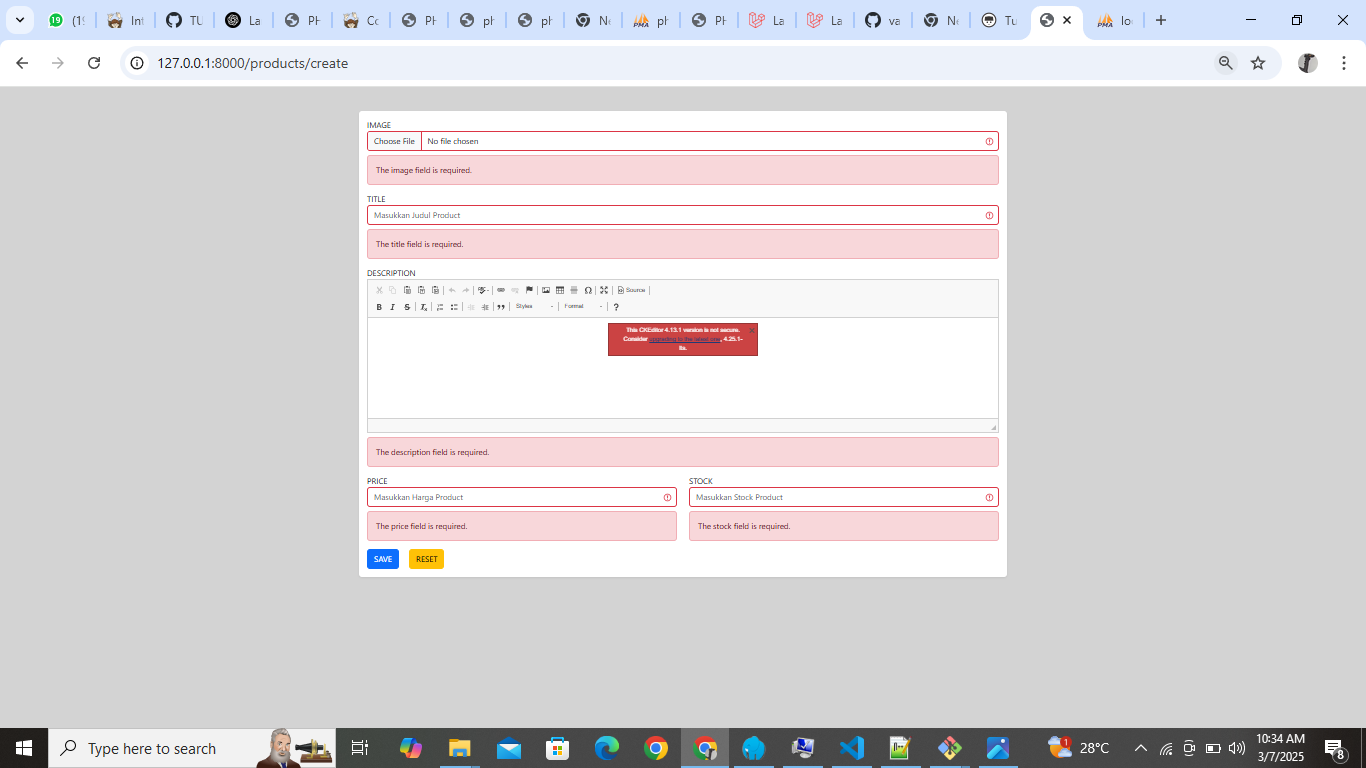 (19
Inf
TU
La
PH
Co
PH
ph
ph
Ne
ph
PH
La
La
va
Ne
Tu
lo
127.0.0.1:8000/products/create
IMAGE
Choose File No file chosen
The image field is required.
TITLE
Masukkan Judul Product
The title field is required.
DESCRIPTION
Source
B I S Tx Styles Format ?
This CKEditor 4.13.1 version is not secure.
Consider upgrading to the latest one, 4.25.1-
lts.
The description field is required.
PRICE STOCK
Masukkan Harga Product Masukkan Stock Product
The price field is required. The stock field is required.
SAVE RESET
Type here to search
1 28°C
10:34 AM
3/7/2025
8